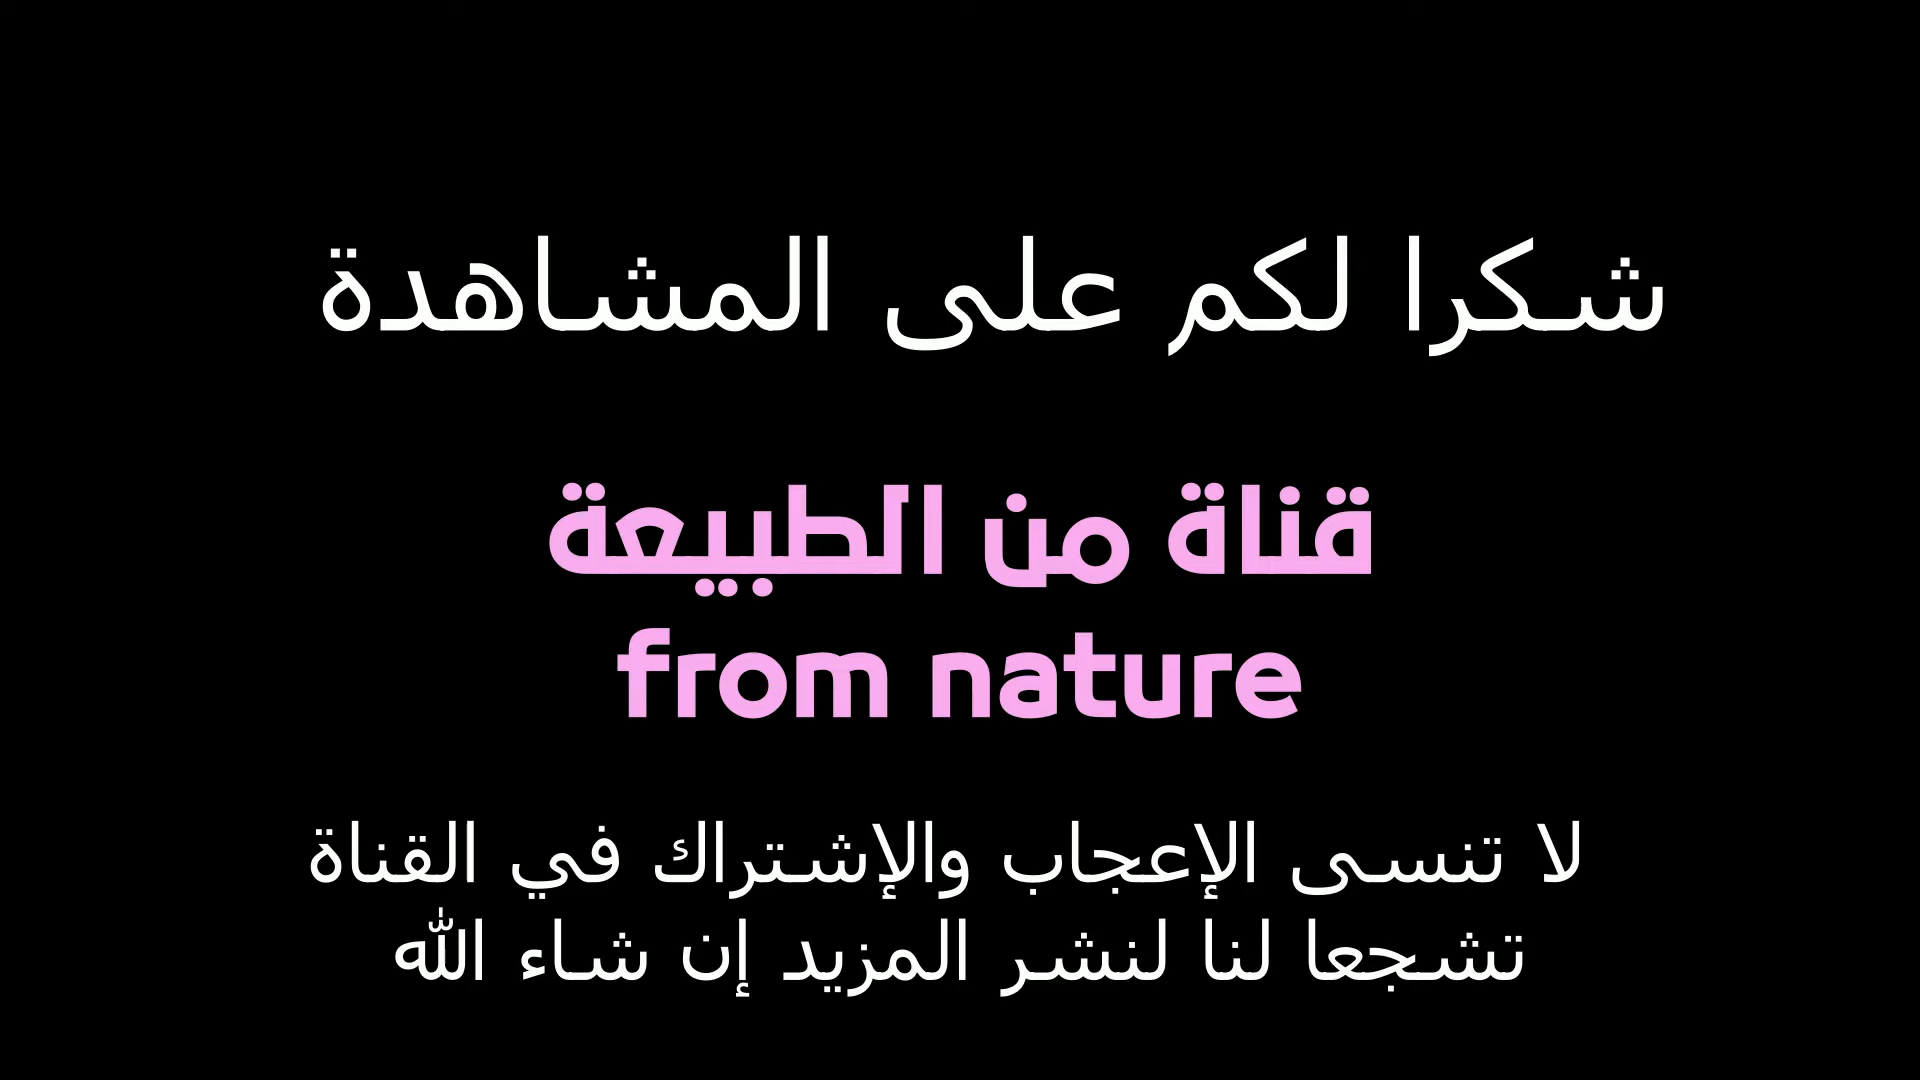 شكرا لكم على المشاهدة
قناة من الطبيعة
from nature
لا تنسى الإعجاب والإشتراك في القناة
تشجعا لنا لنشر المزيد إن شاء الله